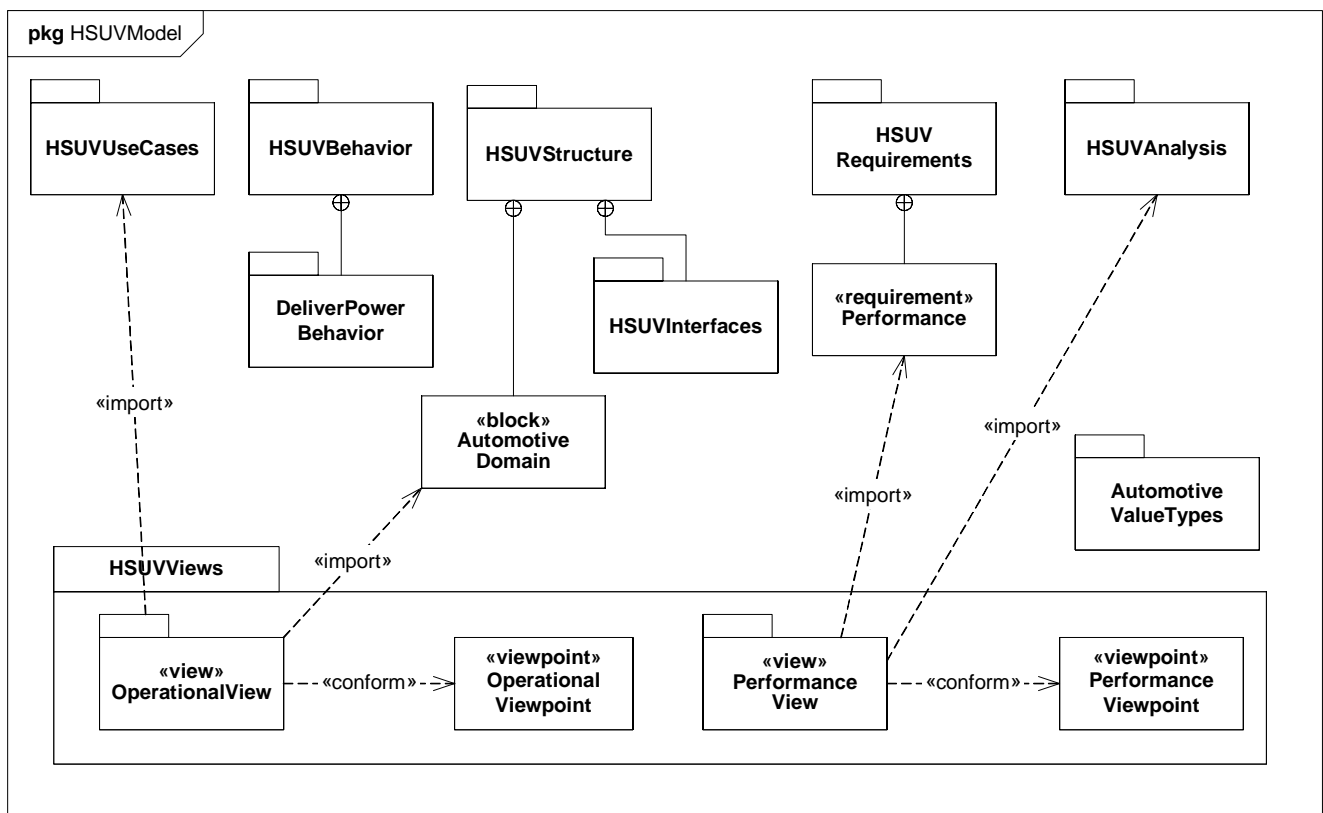 pkg HSUVModel
HSUVUseCases
HSUVBehavior
HSUVStructure
HSUV
Requirements
HSUVAnalysis
DeliverPower
Behavior
HSUVInterfaces
«requirement»
Performance
«import»
«block»
Automotive
Domain
«import»
«import»
Automotive
ValueTypes
«import»
HSUVViews
«view»
OperationalView
«conform»
«viewpoint»
Operational
Viewpoint
«view»
Performance
View
«conform»
«viewpoint»
Performance
Viewpoint